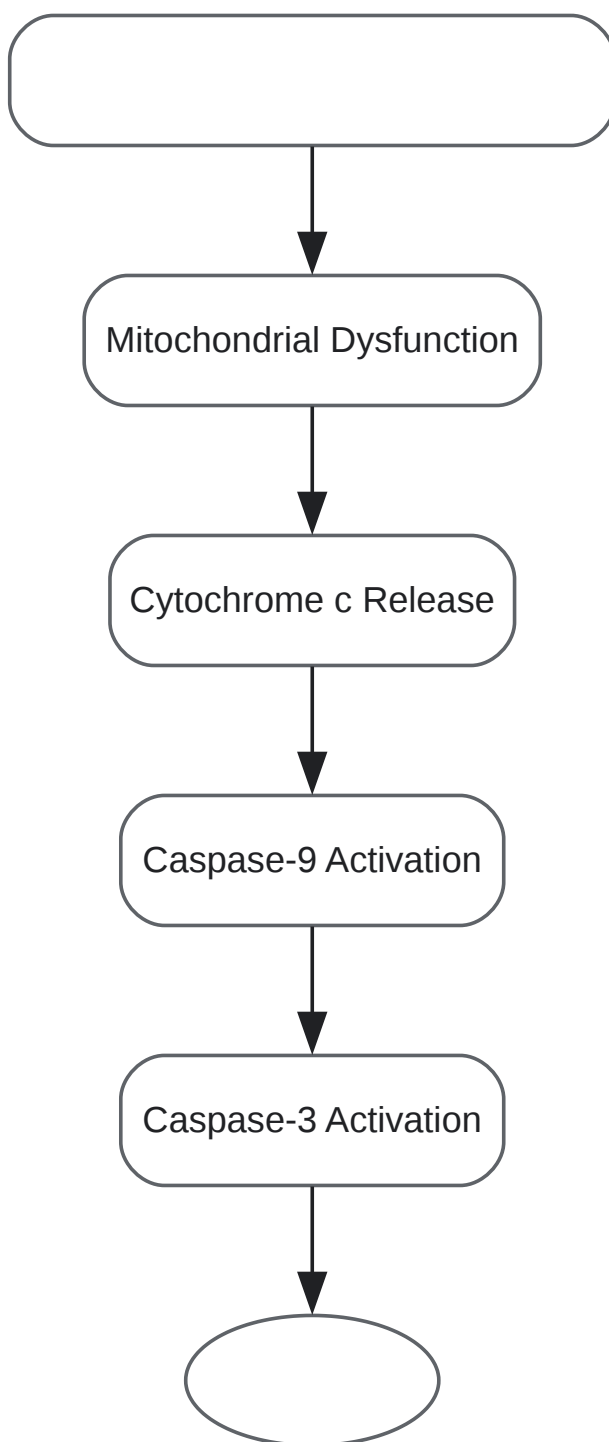 Mitochondrial Dysfunction
Cytochrome c Release
Caspase-9 Activation
Caspase-3 Activation